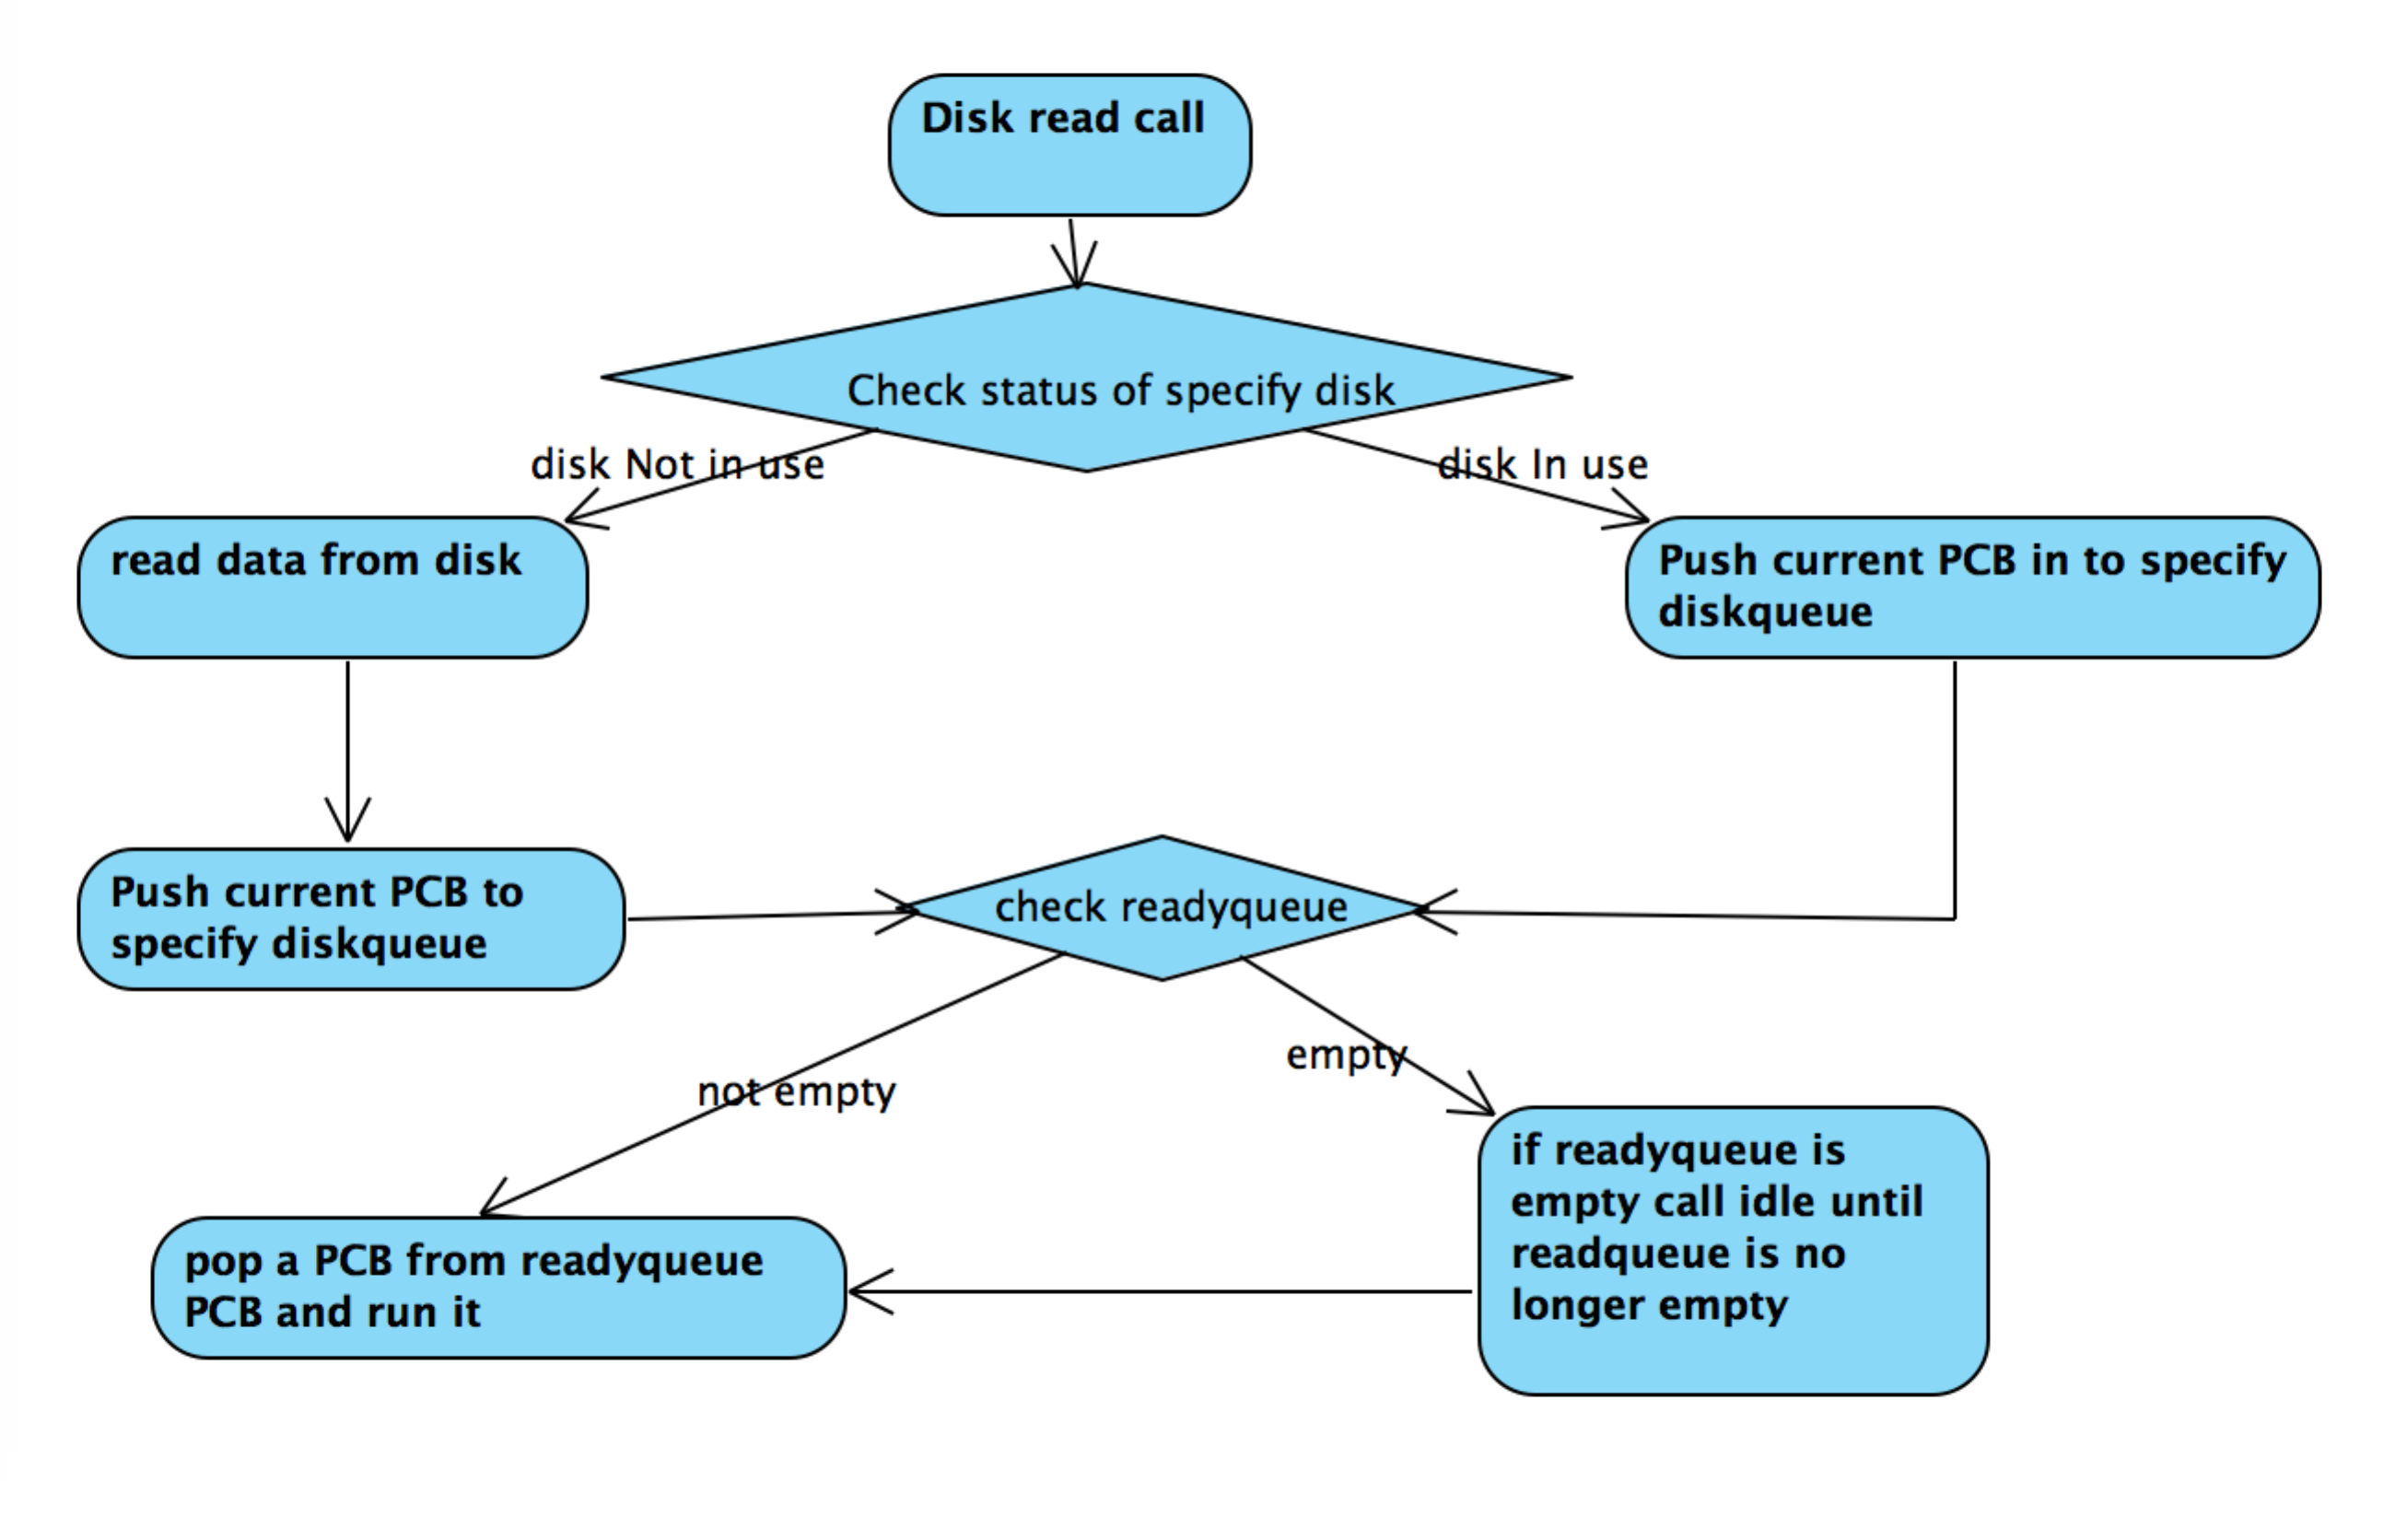 Disk read call
Check status of specify disk
disk Not in use
disk In use
read data from disk
Push current PCB in to specify
diskqueue
Push current PCB to
specify diskqueue
check readyqueue
not empty
empty
if readyqueue is
empty call idle until
readqueue is no
longer empty
pop a PCB from readyqueue
PCB and run it